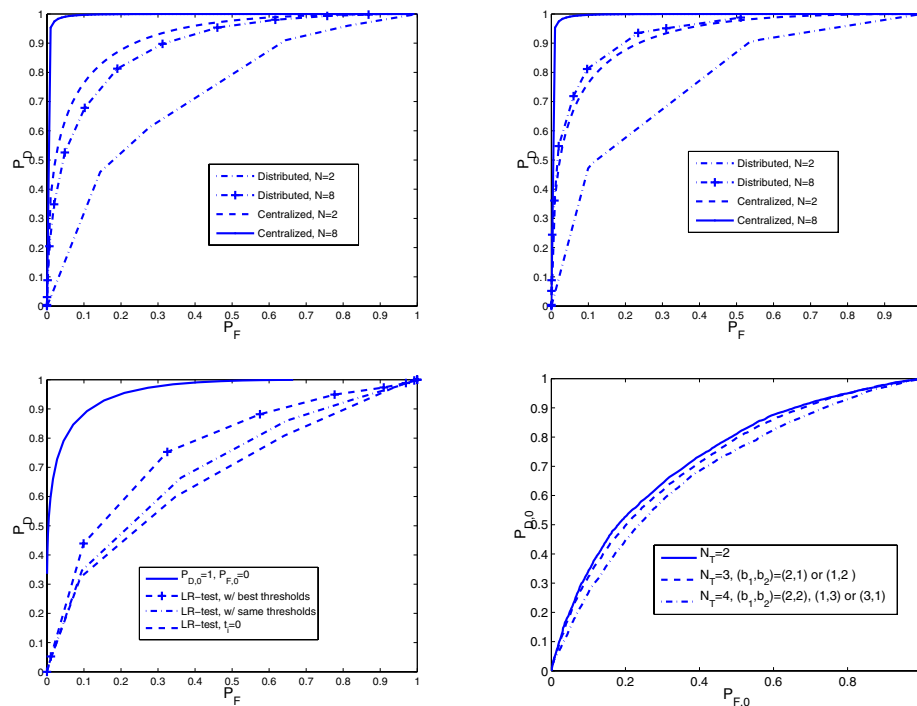 1
0.9
0.8
0.7
0.6
0.5
0.4
0.3
0.2
0.1
0
P_D
Distributed, N=2
Distributed, N=8
Centralized, N=2
Centralized, N=8
0 0.1 0.2 0.3 0.4 0.5 0.6 0.7 0.8 0.9 1
P_F
1
0.9
0.8
0.7
0.6
0.5
0.4
0.3
0.2
0.1
0
P_D
Distributed, N=2
Distributed, N=8
Centralized, N=2
Centralized, N=8
0 0.1 0.2 0.3 0.4 0.5 0.6 0.7 0.8 0.9
P_F
1
0.9
0.8
0.7
0.6
0.5
0.4
0.3
0.2
0.1
0
P_D
P_{D,0}=1, P_{F,0}=0
LR-test, w/ best thresholds
LR-test, w/ same thresholds
LR-test, t_i=0
0 0.1 0.2 0.3 0.4 0.5 0.6 0.7 0.8 0.9 1
P_F
1
0.9
0.8
0.7
0.6
0.5
0.4
0.3
0.2
0.1
0
P_{D,0}
N_T=2
N_T=3, (b_1,b_2)=(2,1) or (1,2 )
N_T=4, (b_1,b_2)=(2,2), (1,3) or (3,1)
0 0.2 0.4 0.6 0.8
P_{F,0}